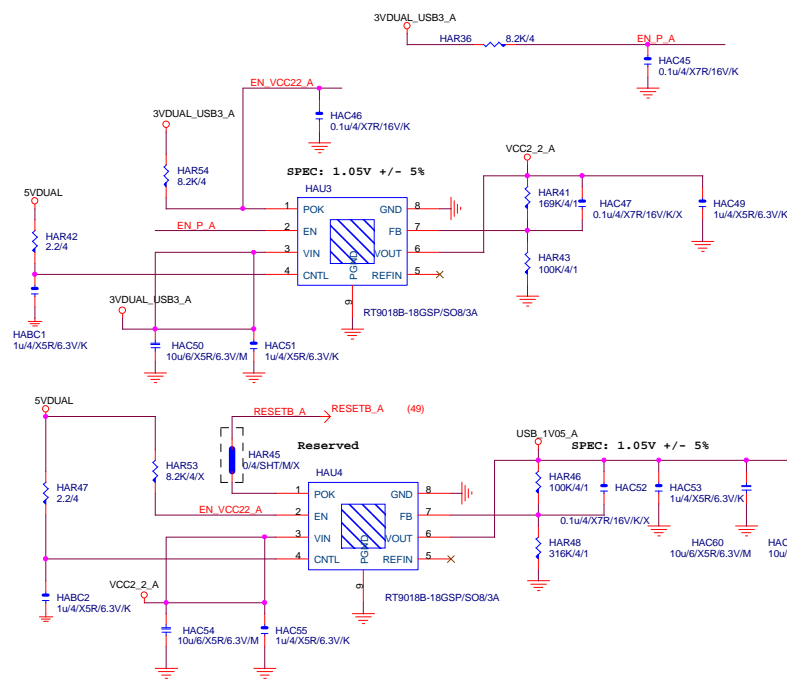 3VDUAL_USB3_A
HAR36
8.2K/4
EN_P_A
HAC45
0.1u/4/X7R/16V/K
EN_VCC22_A
HAC46
0.1u/4/X7R/16V/K
3VDUAL_USB3_A
HAR54
8.2K/4
SPEC: 1.05V +/- 5%
VCC2_2_A
5VDUAL
HAU3
HAR42
2.2/4
EN_P_A
1
POK
2
EN
3
VIN
4
CNTL
GND
8
FB
7
VOUT
6
REFIN
5
PGND
9
RT9018B-18GSP/SO8/3A
HAR41
169K/4/1
HAC47
0.1u/4/X7R/16V/K/X
HAC49
1u/4/X5R/6.3V/K
HAR43
100K/4/1
HABC1
1u/4/X5R/6.3V/K
3VDUAL_USB3_A
HAC50
10u/6/X5R/6.3V/M
HAC51
1u/4/X5R/6.3V/K
5VDUAL
RESETB_A
RESETB_A
(49)
HAR45
0/4/SHT/M/X
Reserved
USB_1V05_A
SPEC: 1.05V +/- 5%
HAR53
8.2K/4/X
HAR47
2.2/4
HAU4
EN_VCC22_A
1
POK
2
EN
3
VIN
4
CNTL
GND
8
FB
7
VOUT
6
REFIN
5
PGND
9
RT9018B-18GSP/SO8/3A
HAR46
100K/4/1
HAC52
0.1u/4/X7R/16V/K/X
HAC53
1u/4/X5R/6.3V/K
HAR48
316K/4/1
HAC60
10u/6/X5R/6.3V/M
HAC
10u/
VCC2_2_A
HABC2
1u/4/X5R/6.3V/K
HAC54
10u/6/X5R/6.3V/M
HAC55
1u/4/X5R/6.3V/K